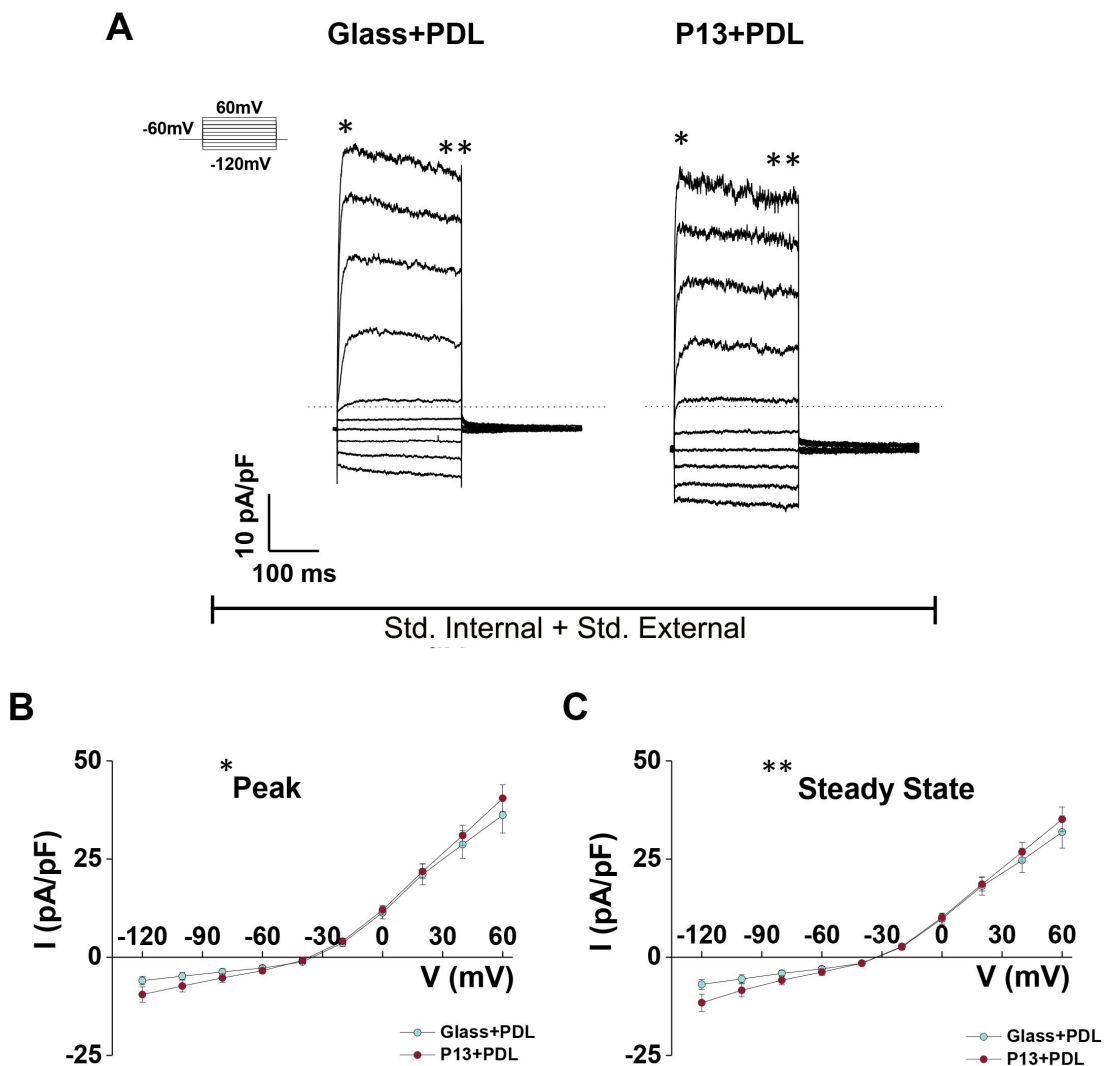 A
Glass+PDL
P13+PDL
60mV
-60mV
-120mV
*
**
*
**
10 pA/pF
100 ms
Std. Internal + Std. External
B
C
50
25
0
-25
I (pA/pF)
*Peak
-120 -90 -60 -30 0 30 60
V (mV)
Glass+PDL
P13+PDL
50
25
0
-25
I (pA/pF)
** Steady State
-120 -90 -60 -30 0 30 60
V (mV)
Glass+PDL
P13+PDL